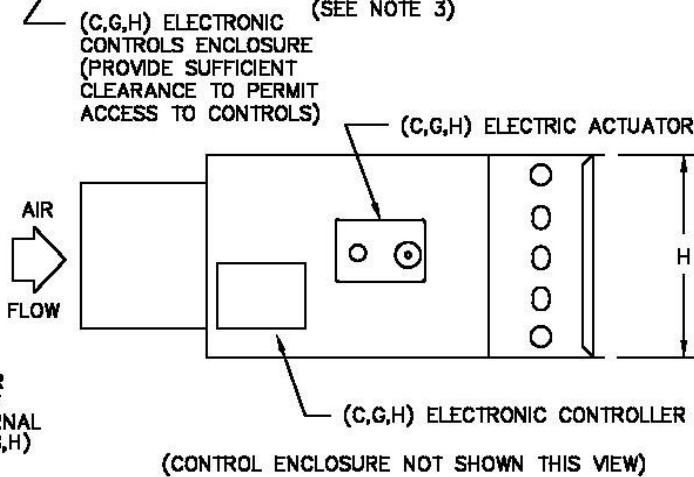 (SEE NOTE 3)
(C,G,H) ELECTRONIC
CONTROLS ENCLOSURE
(PROVIDE SUFFICIENT
CLEARANCE TO PERMIT
ACCESS TO CONTROLS)
(C,G,H) ELECTRIC ACTUATOR
AIR
FLOW
H
(C,G,H) ELECTRONIC CONTROLLER
(CONTROL ENCLOSURE NOT SHOWN THIS VIEW)